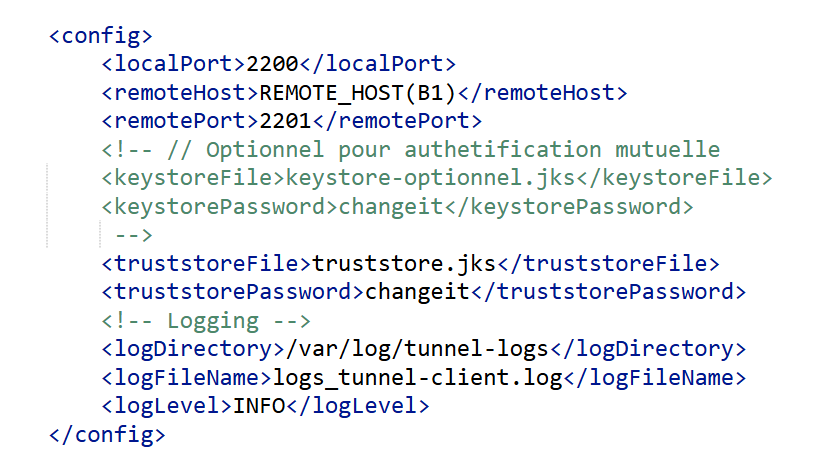 <config>
<localPort>2200</localPort>
<remoteHost>REMOTE_HOST(B1)</remoteHost>
<remotePort>2201</remotePort>
<!-- // Optionnel pour authetification mutuelle
<keystoreFile>keystore-optionnel.jks</keystoreFile>
<keystorePassword>changeit</keystorePassword>
-->
<truststoreFile>truststore.jks</truststoreFile>
<truststorePassword>changeit</truststorePassword>
<!-- Logging -->
<logDirectory>/var/log/tunnel-logs</logDirectory>
<logFileName>logs_tunnel-client.log</logFileName>
<logLevel>INFO</logLevel>
</config>